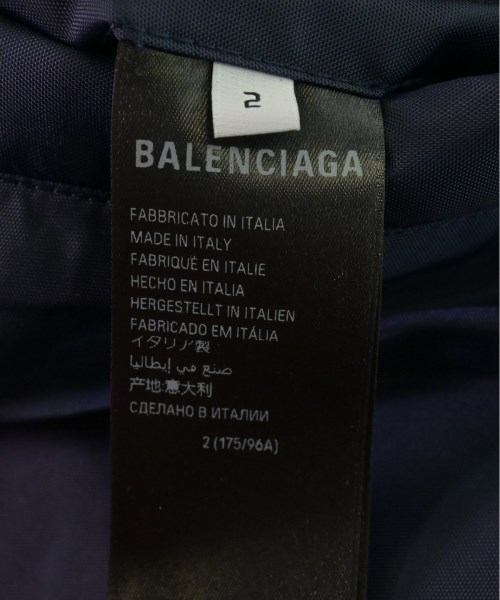 2
BALENCIAGA
FABBRICATO IN ITALIA
MADE IN ITALY
FABRIQUÉ EN ITALIE
HECHO EN ITALIA
HERGESTELLT IN ITALIEN
FABRICADO EM ITÁLIA
イタリア製
صنع في إيطاليا
产地:意大利
СДЕЛАНО В ИТАЛИИ
2 (175/96A)